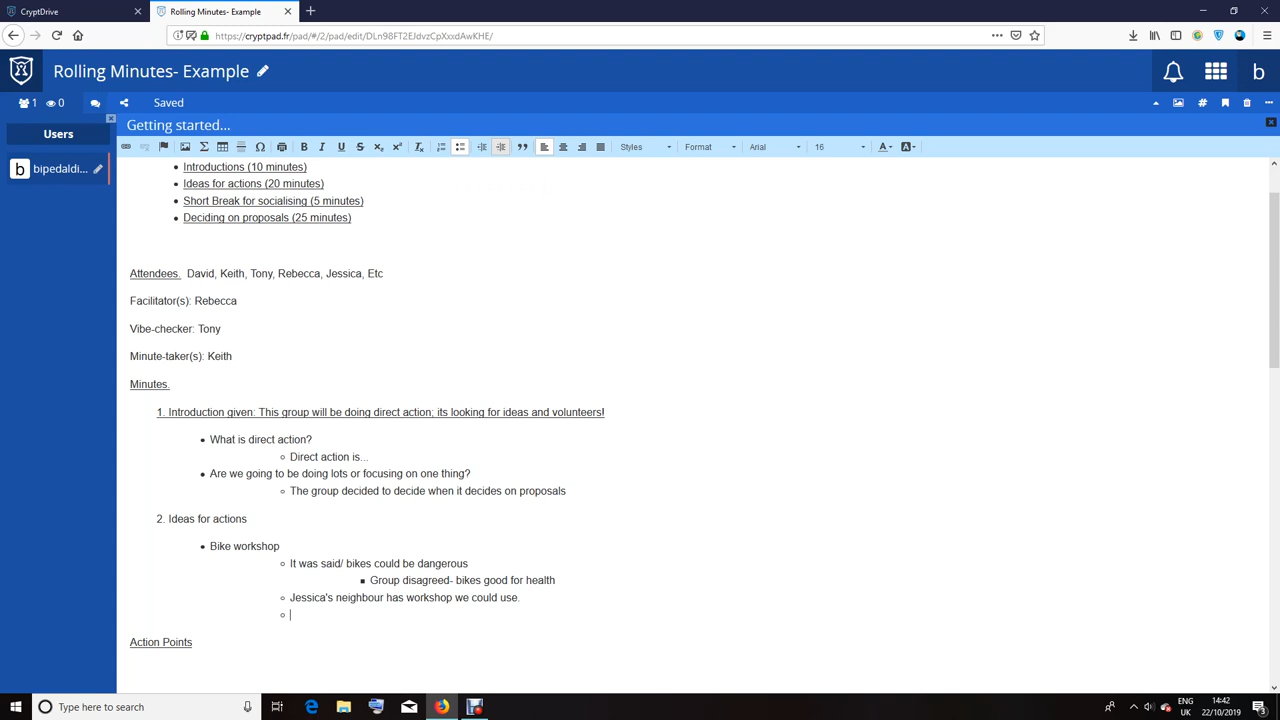 CryptDrive
Rolling Minutes- Example
https://cryptpad.fr/pad/#/2/pad/edit/DLn98FT2EJdvzCpXxxdAwKHE/
Rolling Minutes- Example
b
1 0 Saved
Getting started...
Users
b bipedaldi...
Styles Format Arial 16
Introductions (10 minutes)
Ideas for actions (20 minutes)
Short Break for socialising (5 minutes)
Deciding on proposals (25 minutes)
Attendees. David, Keith, Tony, Rebecca, Jessica, Etc
Facilitator(s): Rebecca
Vibe-checker: Tony
Minute-taker(s): Keith
Minutes.
1. Introduction given: This group will be doing direct action; its looking for ideas and volunteers!
What is direct action?
Direct action is...
Are we going to be doing lots or focusing on one thing?
The group decided to decide when it decides on proposals
2. Ideas for actions
Bike workshop
It was said/ bikes could be dangerous
Group disagreed- bikes good for health
Jessica's neighbour has workshop we could use.
Action Points
Type here to search
ENG
UK
14:42
22/10/2019
3